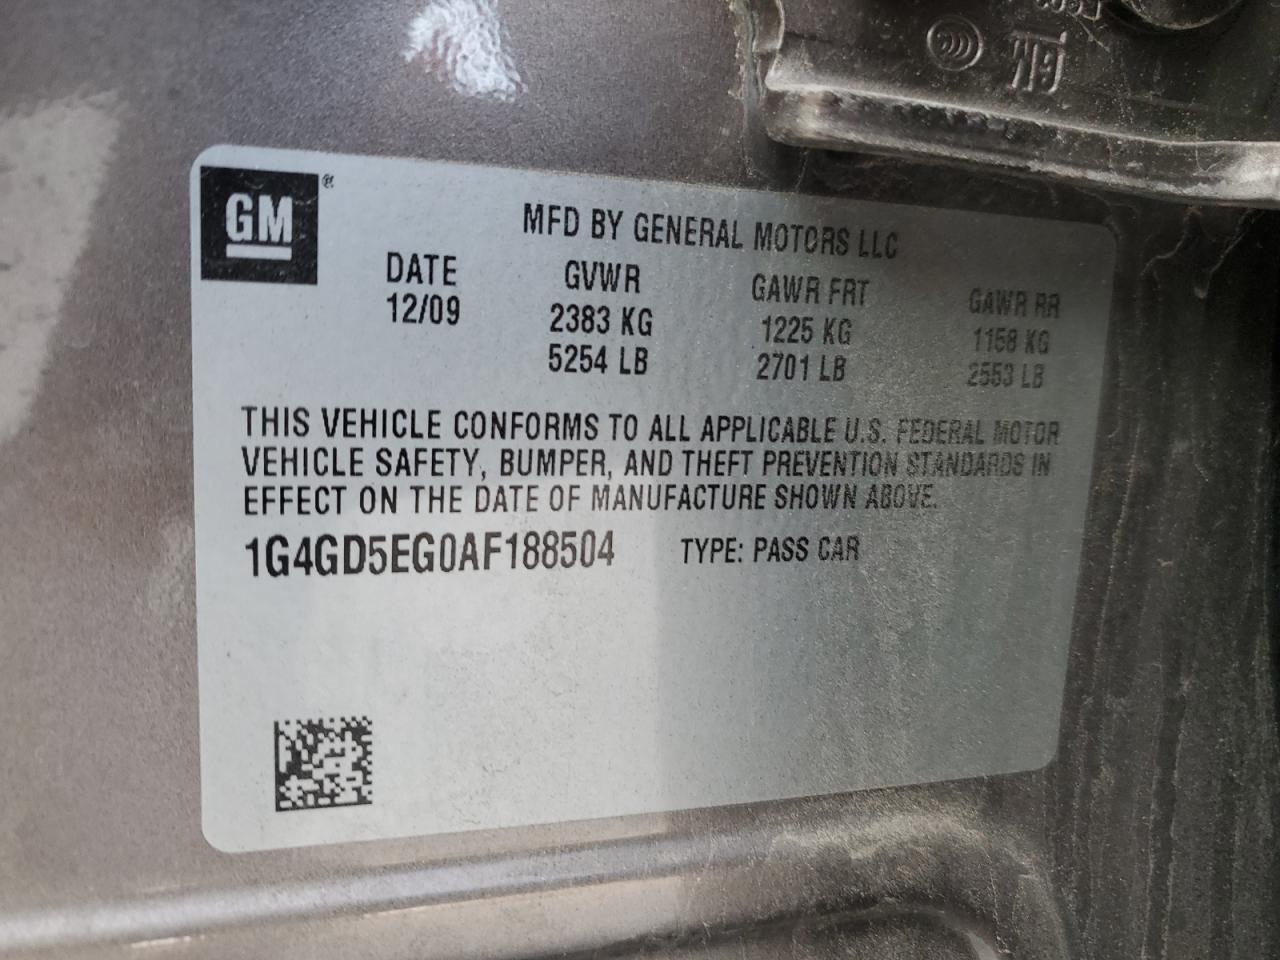 GM®
MFD BY GENERAL MOTORS LLC
DATE GVWR GAWR FRT GAWR RR
12/09 2383 KG 1225 KG 1158 KG
5254 LB 2701 LB 2553 LB
THIS VEHICLE CONFORMS TO ALL APPLICABLE U.S. FEDERAL MOTOR
VEHICLE SAFETY, BUMPER, AND THEFT PREVENTION STANDARDS IN
EFFECT ON THE DATE OF MANUFACTURE SHOWN ABOVE.
1G4GD5EG0AF188504 TYPE: PASS CAR